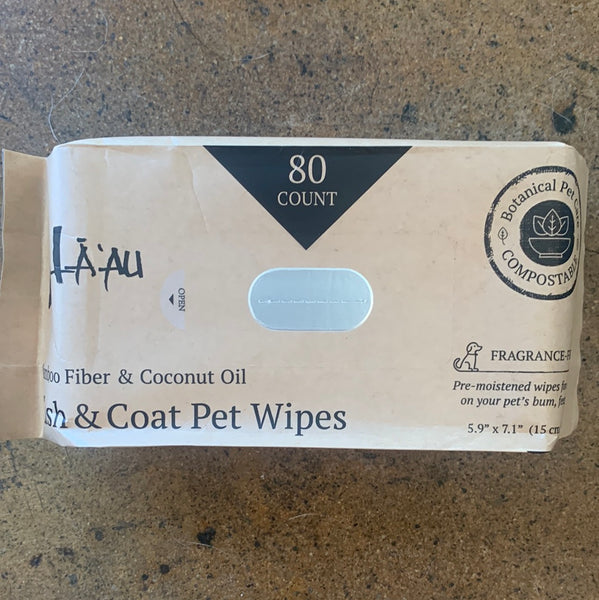 80
COUNT
Botanical Pet Care
COMPOSTABLE
OPEN
Fiber & Coconut Oil
& Coat Pet Wipes
FRAGRANCE-F
Pre-moistened wipes
on your pet's bum,
5.9" x 7.1" (15 cm